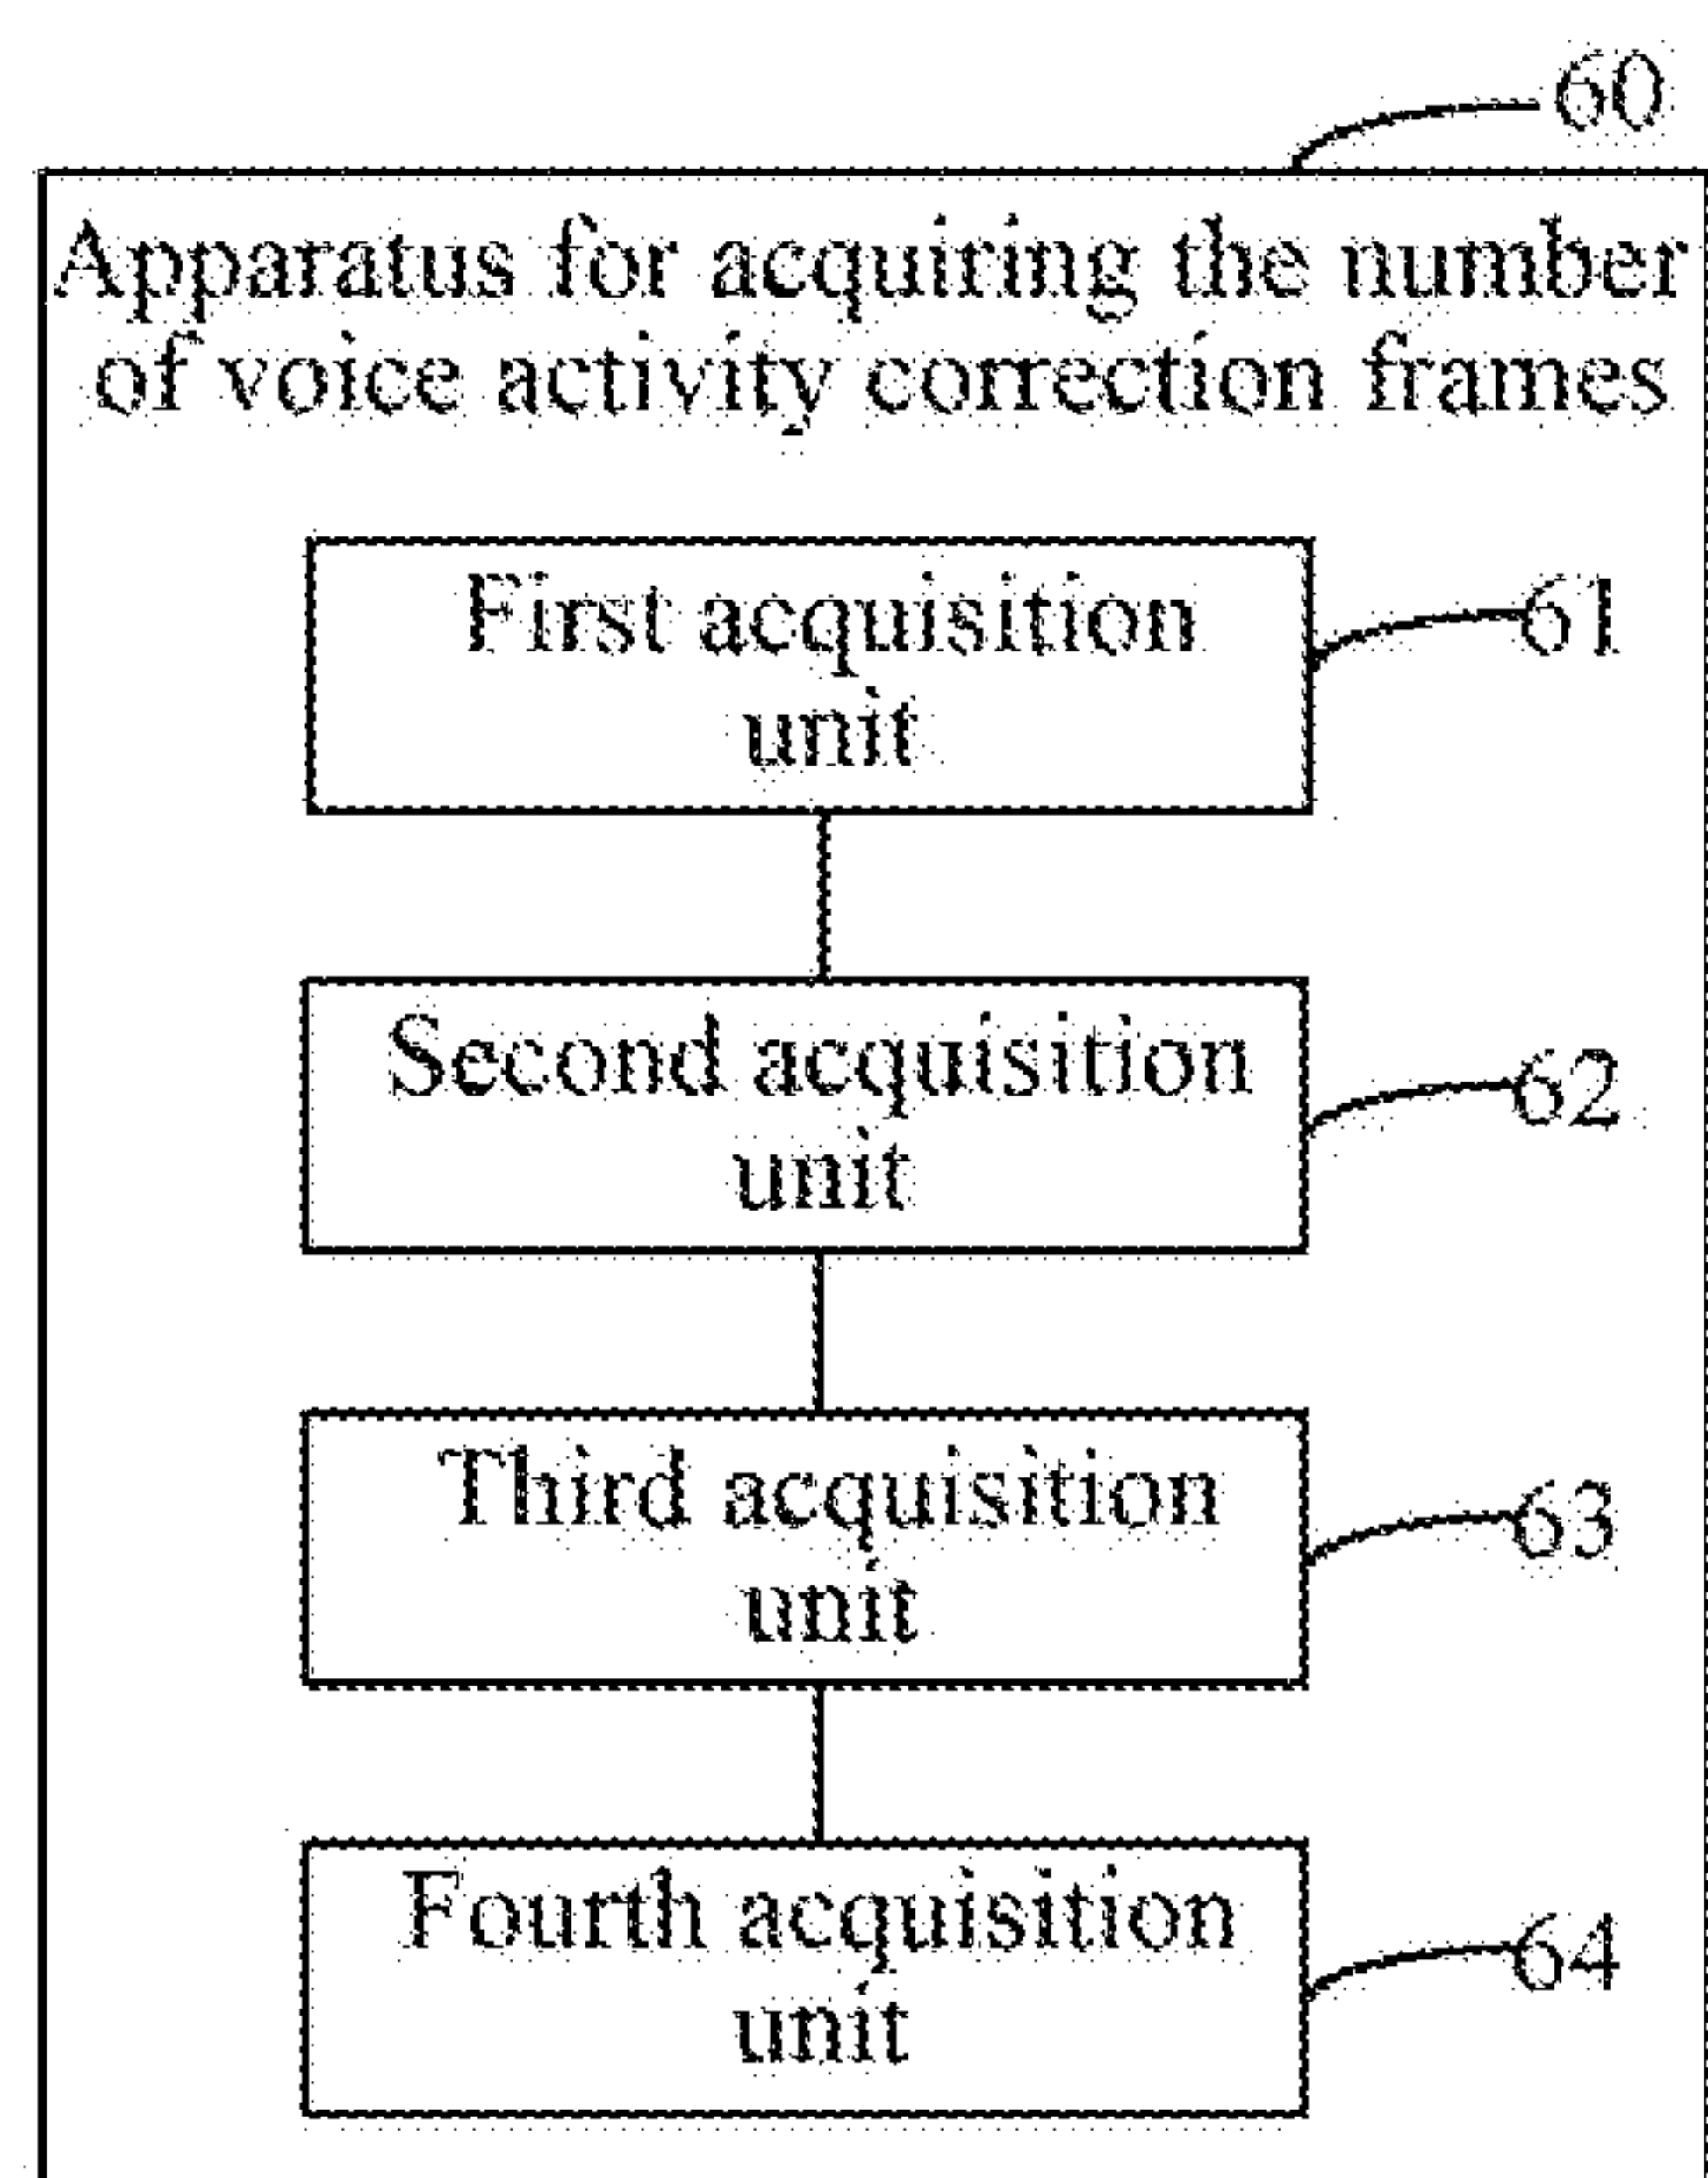 60
Apparatus for acquiring the number
of voice activity correction frames
First acquisition
unit
61
Second acquisition
unit
62
Third acquisition
unit
63
Fourth acquisition
unit
64